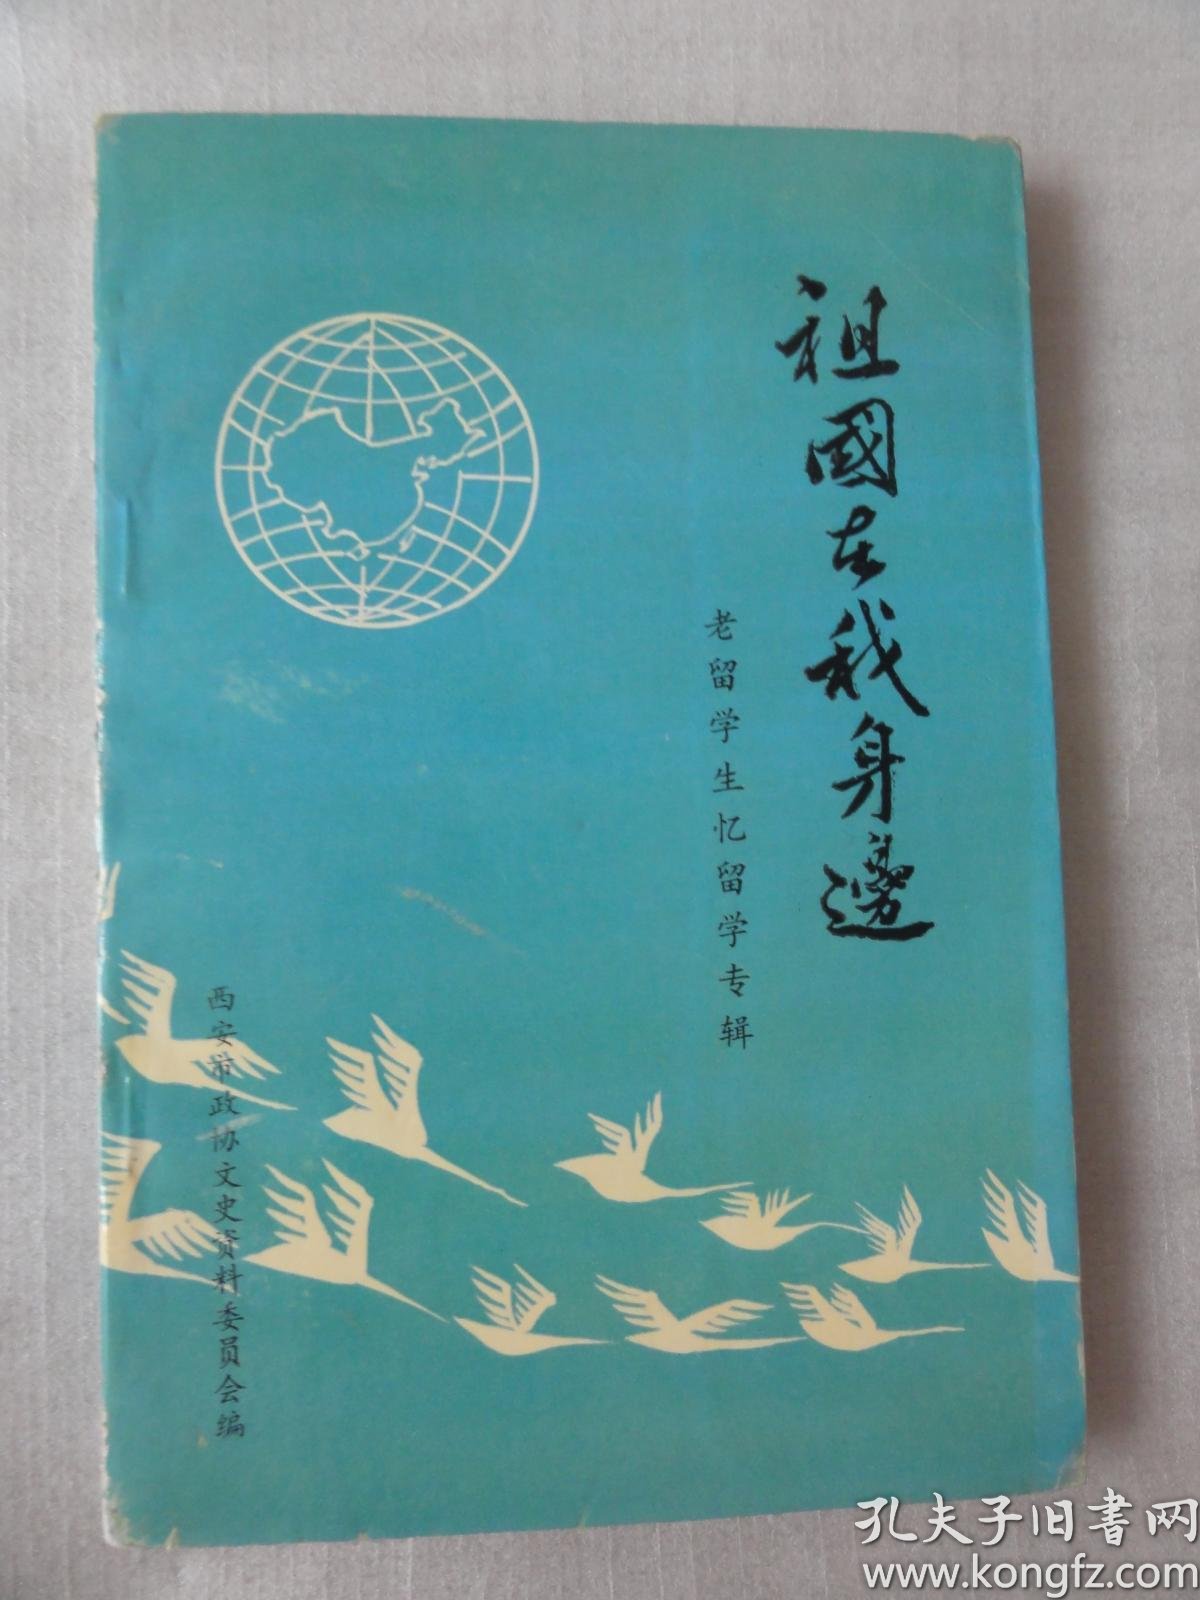 祖國在我身邊
老留学生忆留学专辑
西安市政协文史资料委员会编
孔夫子旧書网
www.kongfz.com